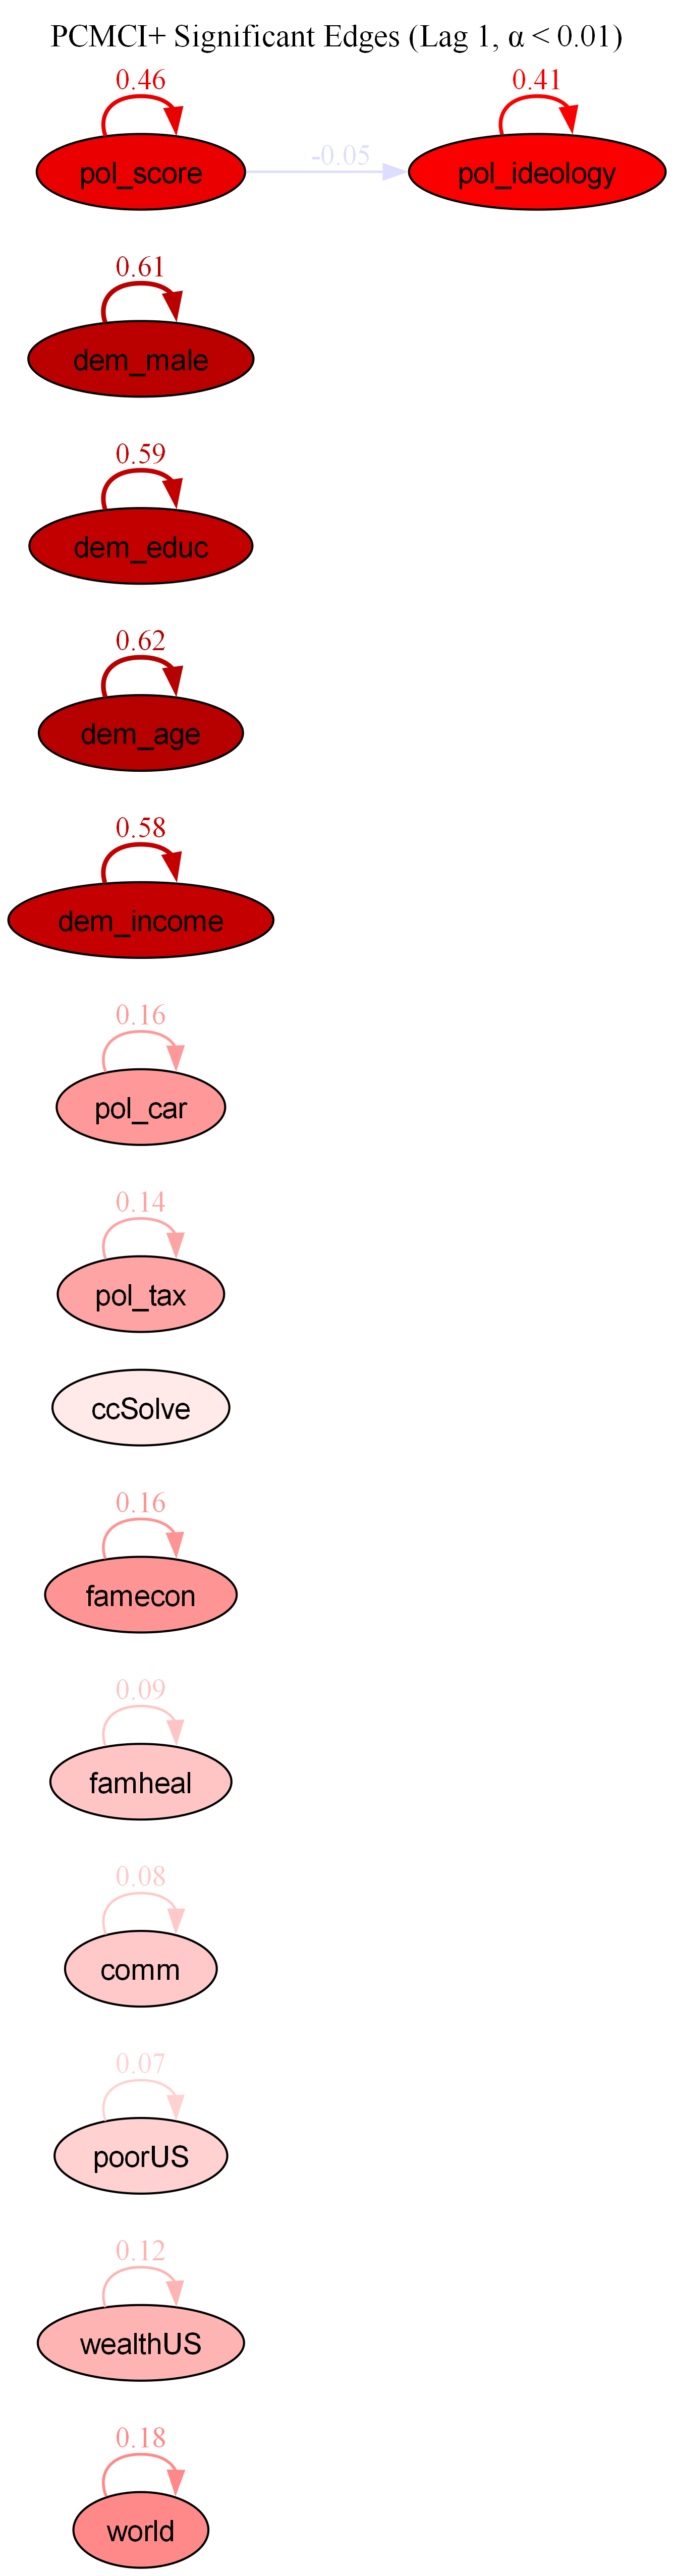 PCMCI+ Significant Edges (Lag 1, α < 0.01)
0.46
0.41
pol_score
-0.05
pol_ideology
0.61
dem_male
0.59
dem_educ
0.62
dem_age
0.58
dem_income
0.16
pol_car
0.14
pol_tax
ccSolve
0.16
famecon
0.09
famheal
0.08
comm
0.07
poorUS
0.12
wealthUS
0.18
world